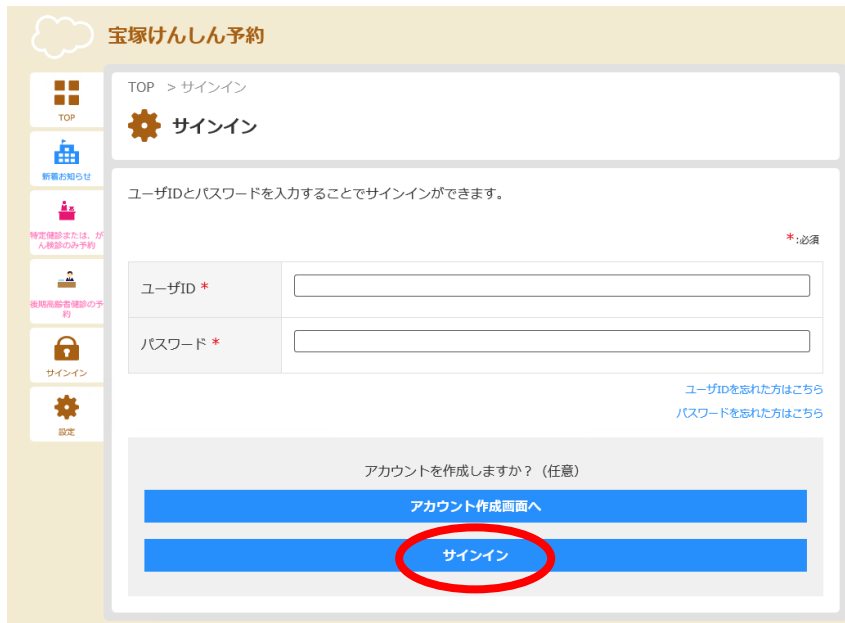 宝塚けんしん予約
TOP
新着お知らせ
特定健診または、が
ん検診のみ予約
後期高齢者健診の予
約
サインイン
設定
TOP > サインイン
サインイン
ユーザIDとパスワードを入力することでサインインができます。
*:必須
ユーザID *
パスワード *
ユーザIDを忘れた方はこちら
パスワードを忘れた方はこちら
アカウントを作成しますか？（任意）
アカウント作成画面へ
サインイン